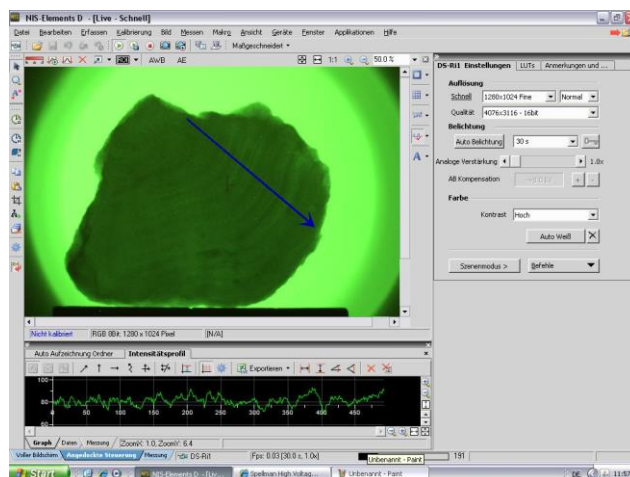 NIS-Elements D - [Live - Schnell]
Datei Bearbeiten Erfassen Kalibrierung Bild Messen Makro Ansicht Geräte Fenster Applikationen Hilfe
Maßgeschneidert
AWB AE 1:1 50.0 %
DS-Ri1 Einstellungen LUTs Anmerkungen und ...
Auflösung
Schnell 1280x1024 Fine Normal
Qualität 4076x3116 - 16bit
Belichtung
Auto Belichtung 30 s
Analoge Verstärkung 1.0x
AB Kompensation
Farbe
Kontrast Hoch
Auto Weiß
Szenenmodus > Befehle
Nicht kalibriert RGB 8Bit: 1280 x 1024 Pixel [N/A]
Auto Aufzeichnung Ordner Intensitätsprofil
Exportieren
100
80
60
0 50 100 150 200 250 300 350 400 450
Graph Daten Messung ZoomX: 1.0, ZoomY: 6.4
Voller Bildschirm Angedockte Steuerung Messung DS-Ri1 Fps: 0.03 [30.0 s, 1.0x] 191
Unbenannt - Paint
Start NIS-Elements D - [Liv... Spellman High Voltag... Unbenannt - Paint DE 11:57